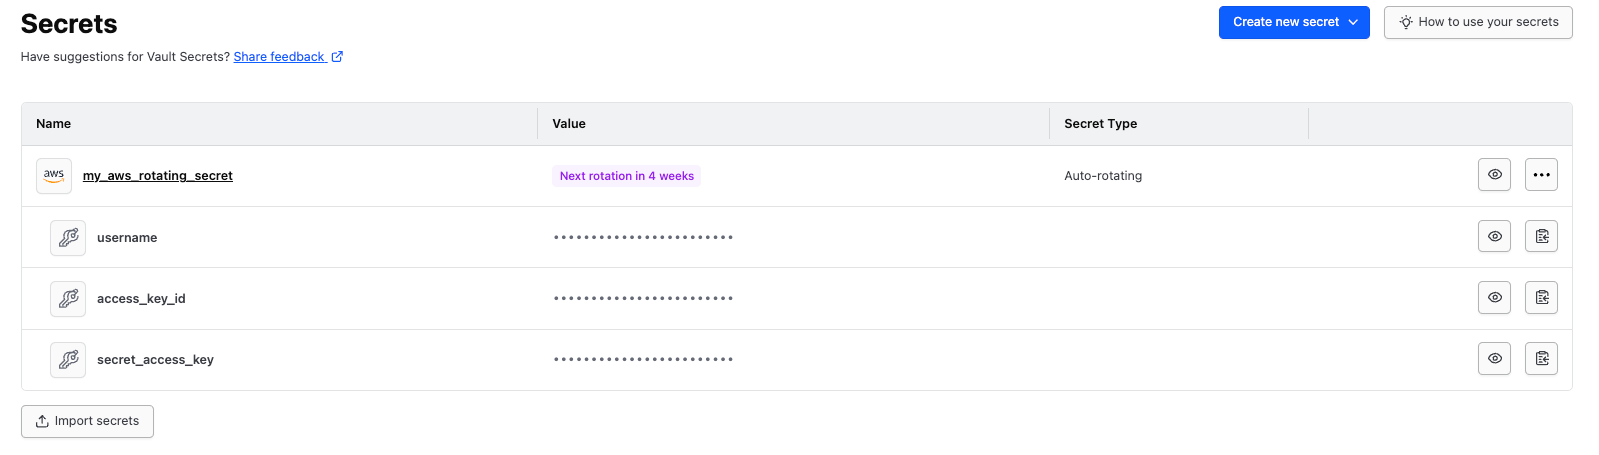 Secrets
Create new secret
How to use your secrets
Have suggestions for Vault Secrets? Share feedback
Name Value Secret Type
aws my_aws_rotating_secret Next rotation in 4 weeks Auto-rotating
username •••••••••••••••••••••••• 
access_key_id ••••••••••••••••••••••••
secret_access_key ••••••••••••••••••••••••
Import secrets